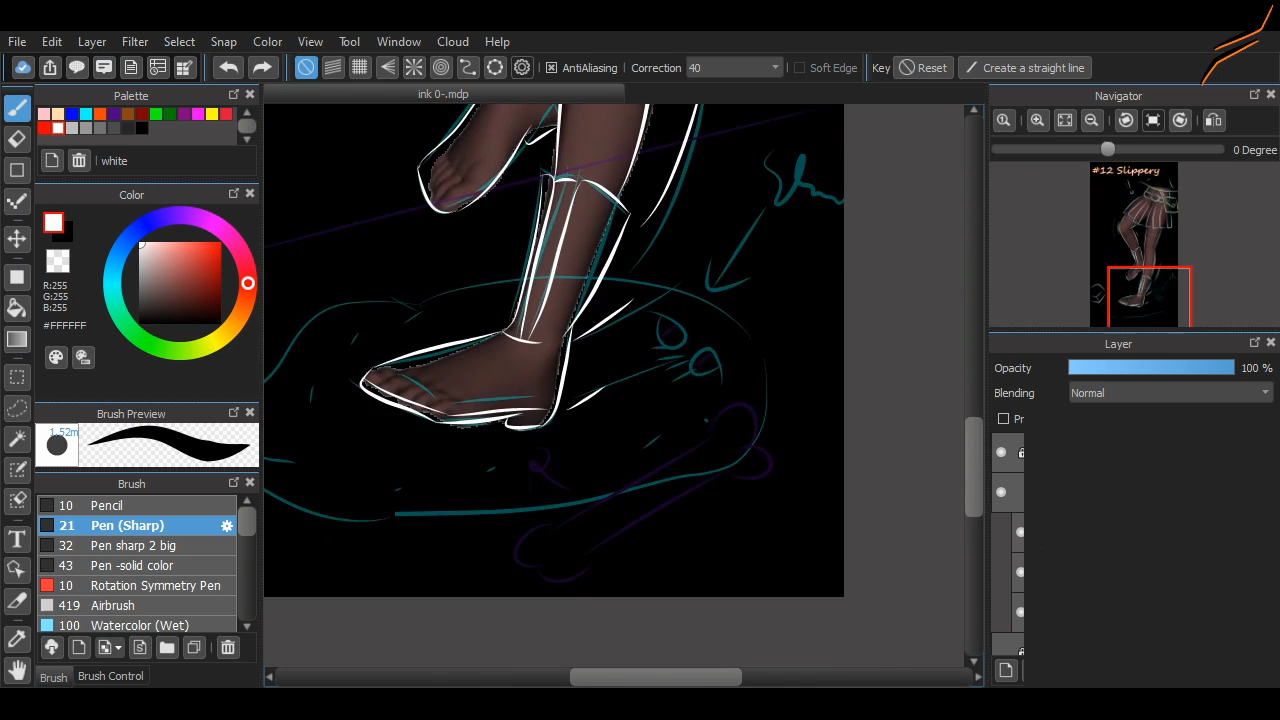 File Edit Layer Filter Select Snap Color View Tool Window Cloud Help
AntiAliasing Correction 40 Soft Edge Key Reset Create a straight line
Palette
white
Color
R:255
G:255
B:255
#FFFFFF
Brush Preview
1.52m
Brush
10 Pencil
21 Pen (Sharp)
32 Pen sharp 2 big
43 Pen -solid color
10 Rotation Symmetry Pen
419 Airbrush
100 Watercolor (Wet)
Brush Brush Control
ink 0-.mdp
Navigator
0 Degree
#12 Slippery
Layer
Opacity 100 %
Blending Normal
Pr